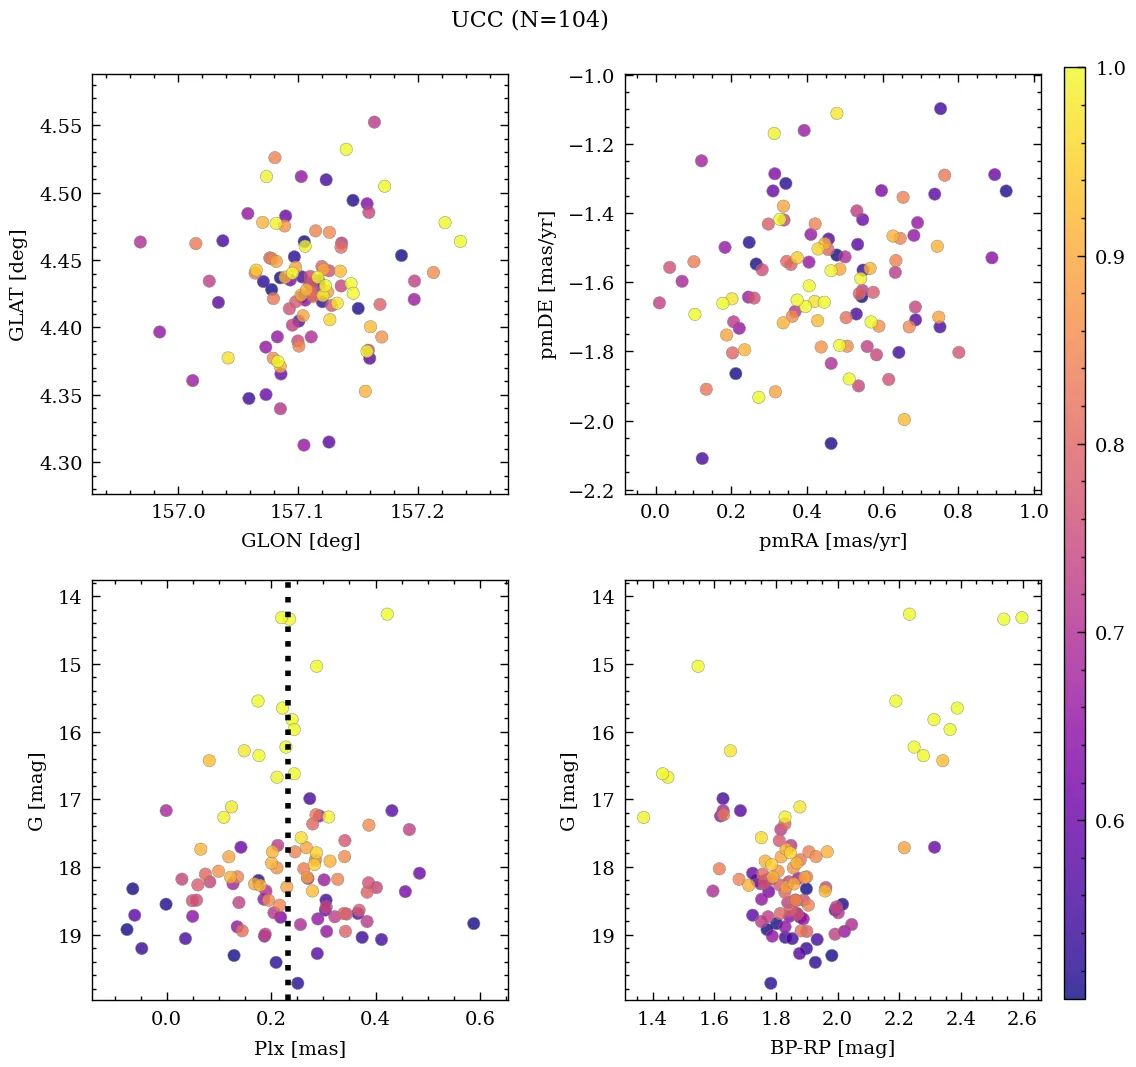 UCC (N=104)
4.55
4.50
4.45
4.40
4.35
4.30
157.0 157.1 157.2
GLON [deg]
GLAT [deg]
−1.0
−1.2
−1.4
−1.6
−1.8
−2.0
−2.2
0.0 0.2 0.4 0.6 0.8 1.0
pmRA [mas/yr]
pmDE [mas/yr]
14
15
16
17
18
19
0.0 0.2 0.4 0.6
Plx [mas]
G [mag]
14
15
16
17
18
19
1.4 1.6 1.8 2.0 2.2 2.4 2.6
BP-RP [mag]
G [mag]
1.0
0.9
0.8
0.7
0.6